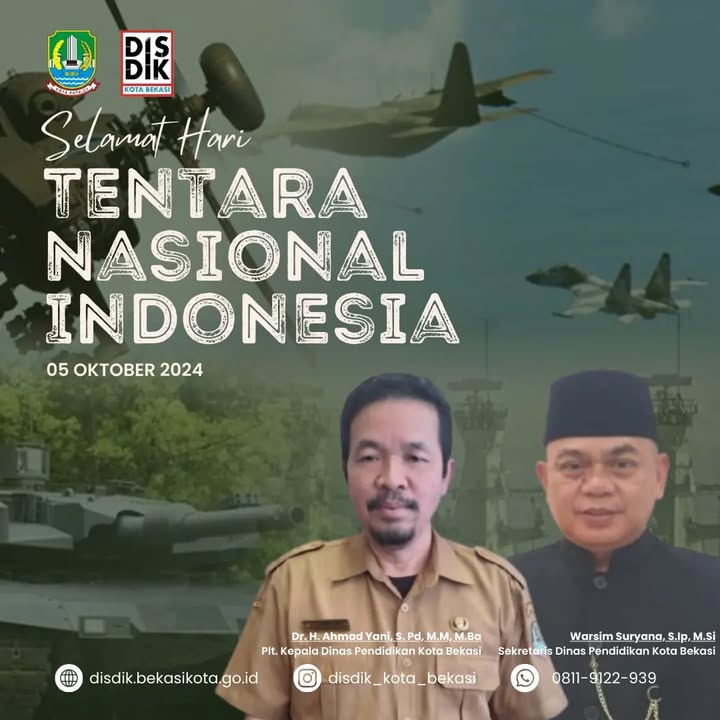 DIS
DIK
KOTA BEKASI
Selamat Hari
TENTARA
NASIONAL
INDONESIA
05 OKTOBER 2024
Dr. H. Ahmad Yani, S. Pd, M.M, M.Ba
Plt. Kepala Dinas Pendidikan Kota Bekasi
Warsim Suryana, S.Ip, M.Si
Sekretaris Dinas Pendidikan Kota Bekasi
disdik.bekasikota.go.id
disdik_kota_bekasi
0811-9122-939